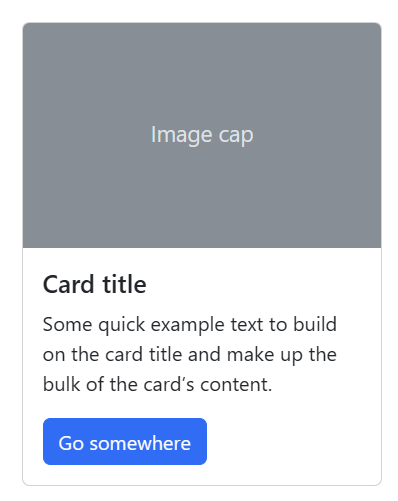 Image cap
Card title
Some quick example text to build
on the card title and make up the
bulk of the card’s content.
Go somewhere